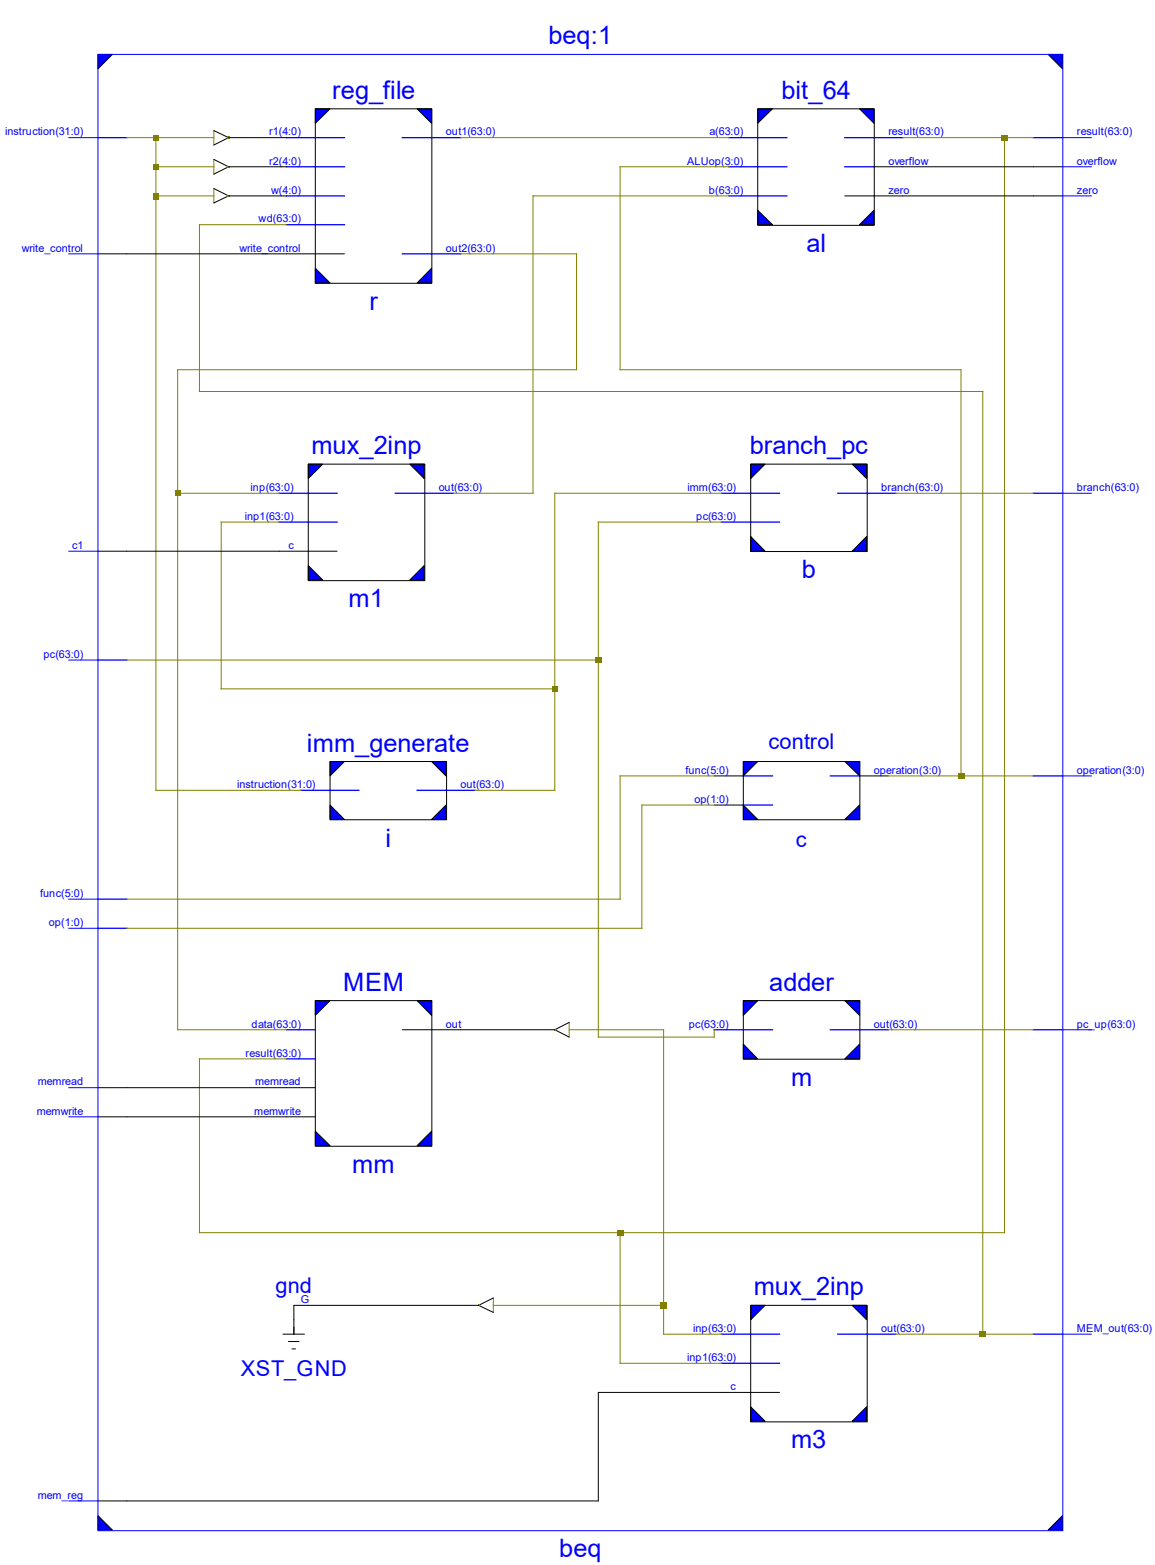 beq:1
reg_file
bit_64
instruction(31:0)
r1(4:0)
out1(63:0)
a(63:0)
result(63:0)
result(63:0)
r2(4:0)
ALUop(3:0)
overflow
overflow
w(4:0)
b(63:0)
zero
zero
wd(63:0)
write_control
write_control
out2(63:0)
al
r
mux_2inp
branch_pc
inp(63:0)
out(63:0)
imm(63:0)
branch(63:0)
branch(63:0)
inp1(63:0)
pc(63:0)
c1
c
b
m1
pc(63:0)
imm_generate
control
func(5:0)
operation(3:0)
operation(3:0)
instruction(31:0)
out(63:0)
op(1:0)
i
c
func(5:0)
op(1:0)
MEM
adder
data(63:0)
out
pc(63:0)
out(63:0)
pc_up(63:0)
result(63:0)
memread
memread
m
memwrite
memwrite
mm
gnd
G
mux_2inp
inp(63:0)
out(63:0)
MEM_out(63:0)
XST_GND
inp1(63:0)
c
m3
mem_reg
beq